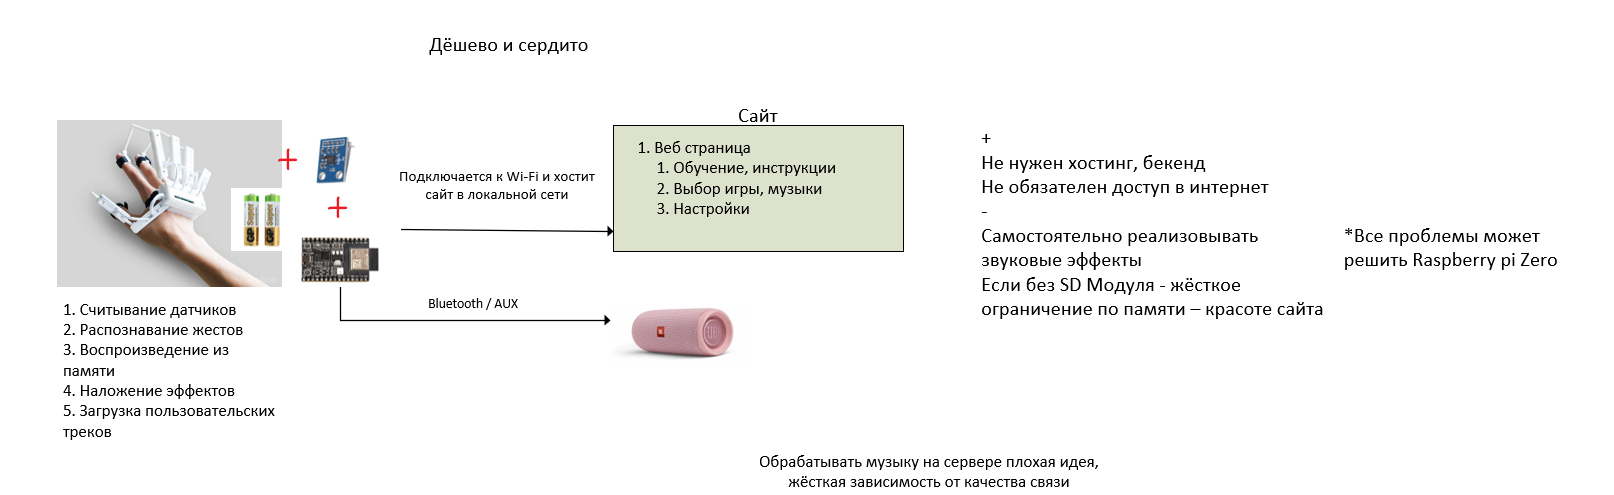 Дёшево и сердито
Сайт
1. Веб страница
1. Обучение, инструкции
2. Выбор игры, музыки
3. Настройки
Подключается к Wi-Fi и хостит
сайт в локальной сети
Bluetooth / AUX
GP Super
GP Super
JBL
1. Считывание датчиков
2. Распознавание жестов
3. Воспроизведение из
памяти
4. Наложение эффектов
5. Загрузка пользовательских
треков
+
Не нужен хостинг, бекенд
Не обязателен доступ в интернет
-
Самостоятельно реализовывать
звуковые эффекты
Если без SD Модуля - жёсткое
ограничение по памяти – красоте сайта
*Все проблемы может
решить Raspberry pi Zero
Обрабатывать музыку на сервере плохая идея,
жёсткая зависимость от качества связи